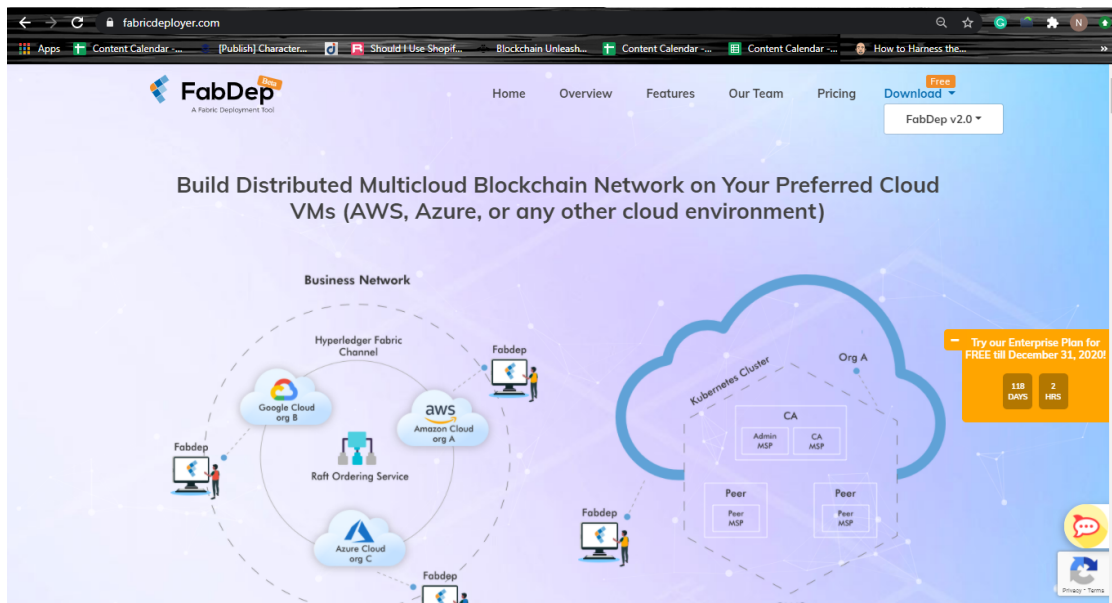 fabricdeployer.com
N
Apps
Content Calendar -...
[Publish] Character...
Should I Use Shopif...
Blockchain Unleash...
Content Calendar -...
Content Calendar -...
How to Harness the...
»
FabDep
Beta
A Fabric Deployment Tool
Home
Overview
Features
Our Team
Pricing
Free
Download
FabDep v2.0
Build Distributed Multicloud Blockchain Network on Your Preferred Cloud
VMs (AWS, Azure, or any other cloud environment)
Business Network
Hyperledger Fabric
Channel
Fabdep
Google Cloud
org B
aws
Amazon Cloud
org A
Fabdep
Raft Ordering Service
Azure Cloud
org C
Fabdep
Kubernetes Cluster
Org A
CA
Admin
MSP
CA
MSP
Peer
Peer
MSP
Peer
Peer
MSP
Fabdep
Try our Enterprise Plan for
FREE till December 31, 2020!
118
DAYS
2
HRS
Privacy - Terms